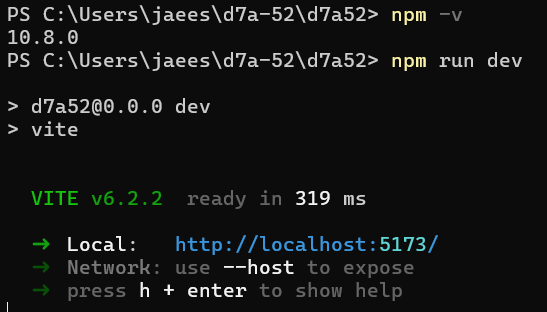 PS C:\Users\jaees\d7a-52\d7a52> npm -v
10.8.0
PS C:\Users\jaees\d7a-52\d7a52> npm run dev
> d7a52@0.0.0 dev
> vite
VITE v6.2.2  ready in 319 ms
➜  Local:   http://localhost:5173/
➜  Network: use --host to expose
➜  press h + enter to show help